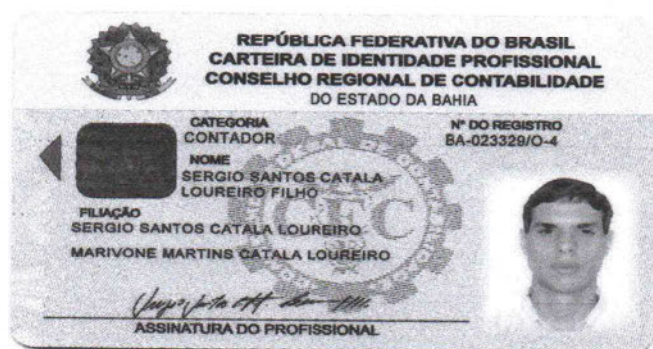 REPÚBLICA FEDERATIVA DO BRASIL
CARTEIRA DE IDENTIDADE PROFISSIONAL
CONSELHO REGIONAL DE CONTABILIDADE
DO ESTADO DA BAHIA
CATEGORIA
CONTADOR
Nº DO REGISTRO
BA-023329/O-4
NOME
SERGIO SANTOS CATALA
LOUREIRO FILHO
FILIAÇÃO
SERGIO SANTOS CATALA LOUREIRO
MARIVONE MARTINS CATALA LOUREIRO
CFC
ASSINATURA DO PROFISSIONAL